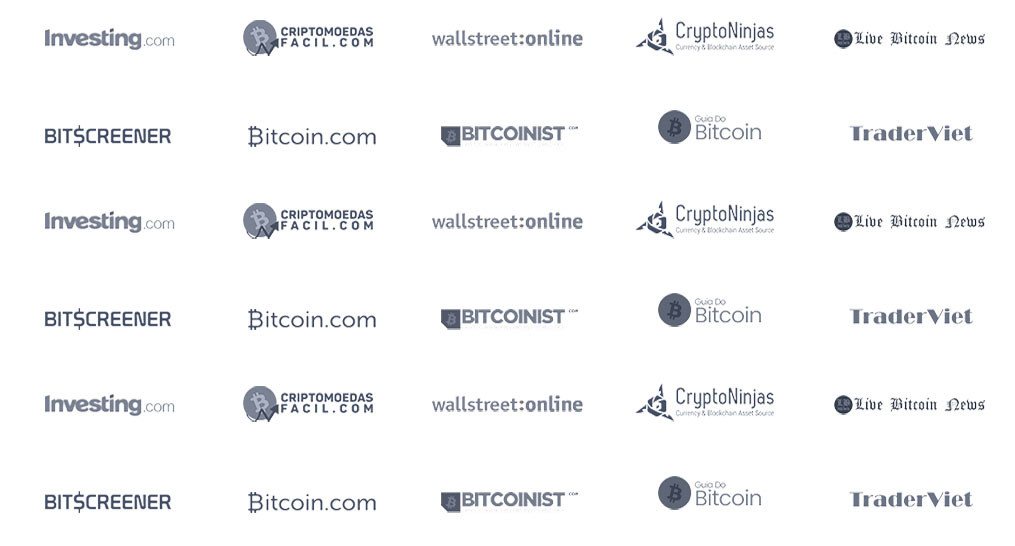 Investing.com
CRIPTOMOEDAS
FACIL.COM
wallstreet:online
CryptoNinjas
Currency & Blockchain Asset Source
Live Bitcoin News
BIT$CREENER
Bitcoin.com
BITCOINIST.COM
Guia Do
Bitcoin
TraderViet
Investing.com
CRIPTOMOEDAS
FACIL.COM
wallstreet:online
CryptoNinjas
Currency & Blockchain Asset Source
Live Bitcoin News
BIT$CREENER
Bitcoin.com
BITCOINIST.COM
Guia Do
Bitcoin
TraderViet
Investing.com
CRIPTOMOEDAS
FACIL.COM
wallstreet:online
CryptoNinjas
Currency & Blockchain Asset Source
Live Bitcoin News
BIT$CREENER
Bitcoin.com
BITCOINIST.COM
Guia Do
Bitcoin
TraderViet